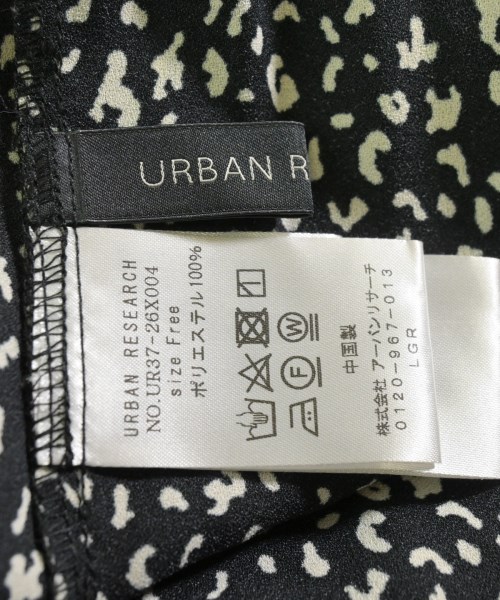 URBAN R
URBAN RESEARCH
NO.UR37-26X004
size Free
ポリエステル100%
中国製
株式会社 アーバンリサーチ
0120-967-013
LGR